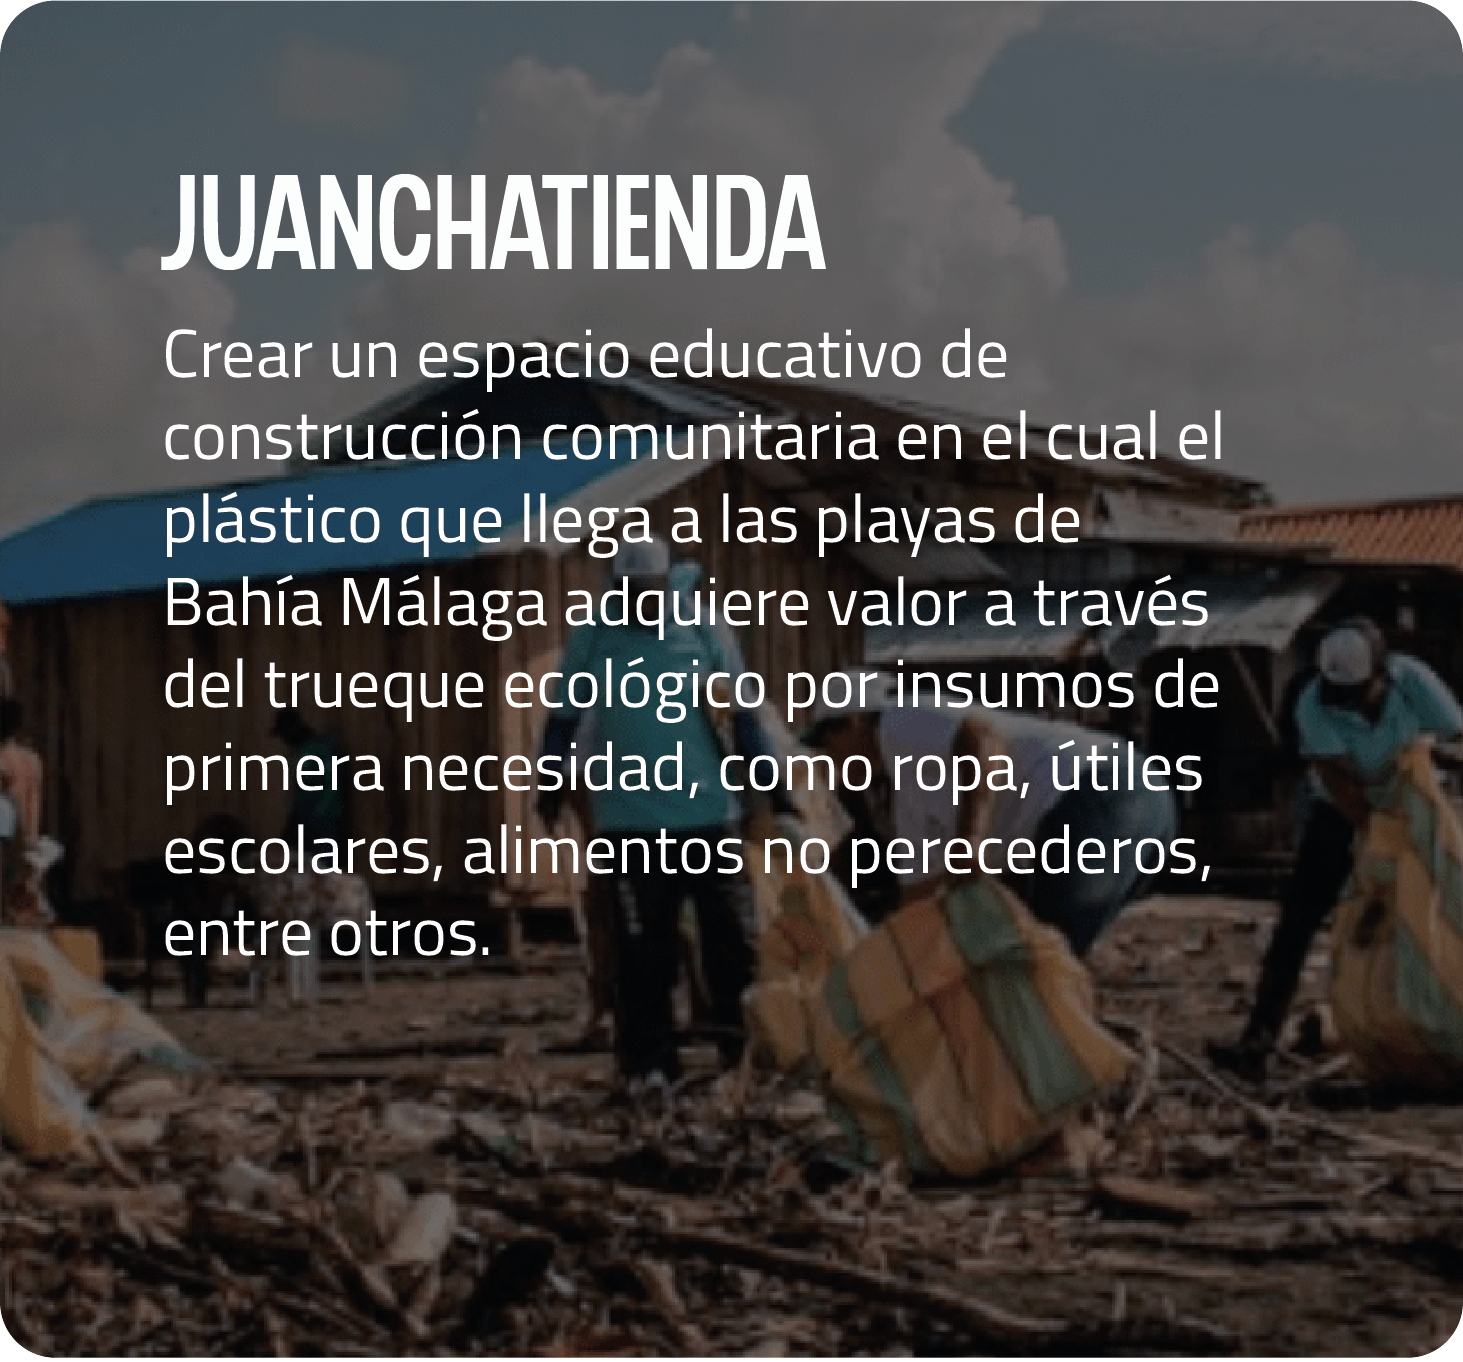 JUANCHATIENDA
Crear un espacio educativo de
construcción comunitaria en el cual el
plástico que llega a las playas de
Bahía Málaga adquiere valor a través
del trueque ecológico por insumos de
primera necesidad, como ropa, útiles
escolares, alimentos no perecederos,
entre otros.